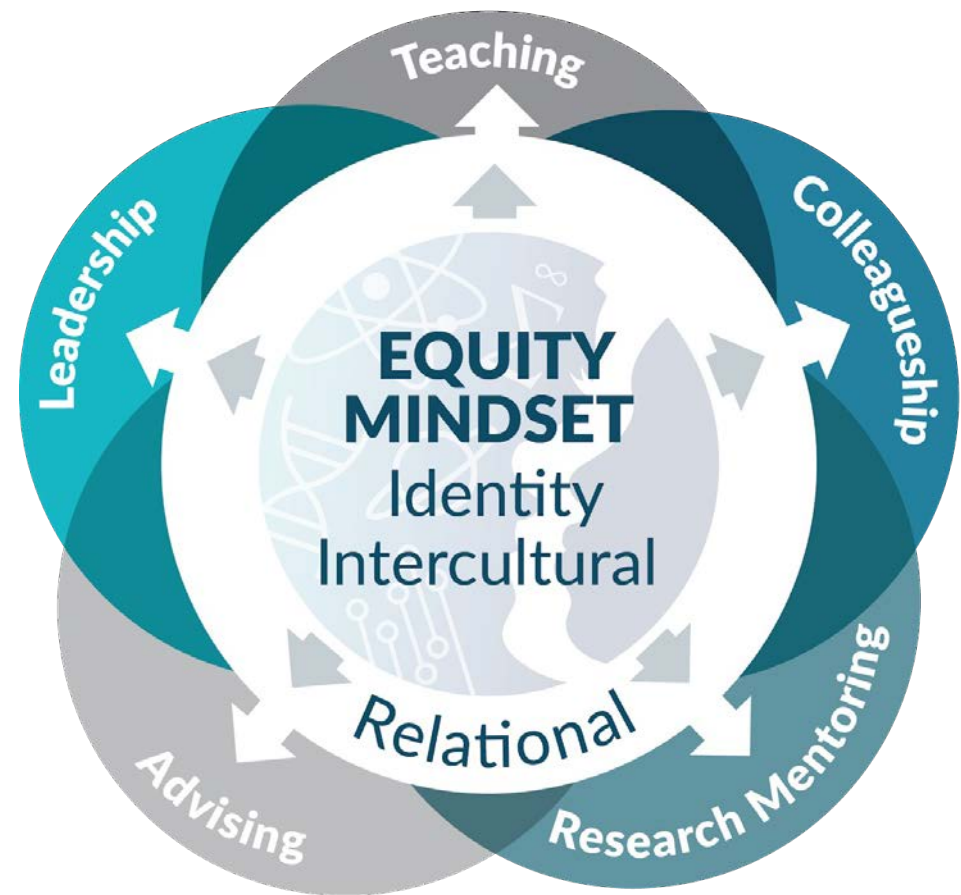 Teaching
Leadership
Colleagueship
EQUITY
MINDSET
Identity
Intercultural
Relational
Advising
Research Mentoring
∞